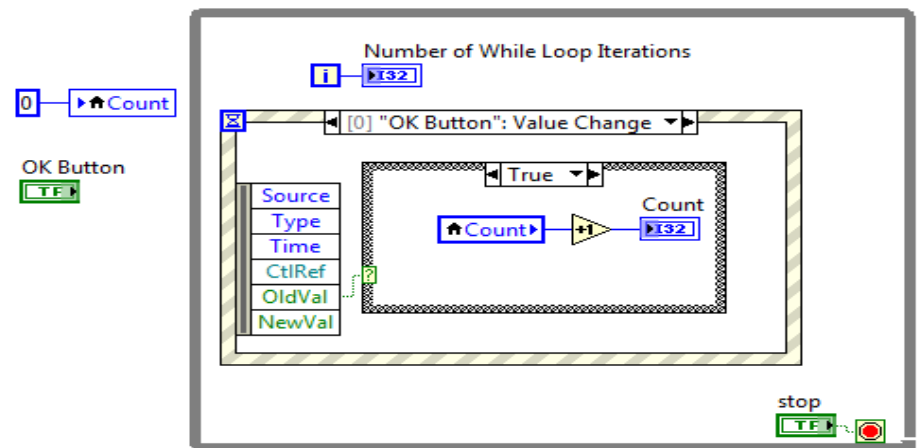 Number of While Loop Iterations
i
I32
0
Count
[0] "OK Button": Value Change
OK Button
TF
True
Source
Type
Time
CtlRef
OldVal
NewVal
?
Count
Count
+1
I32
stop
TF